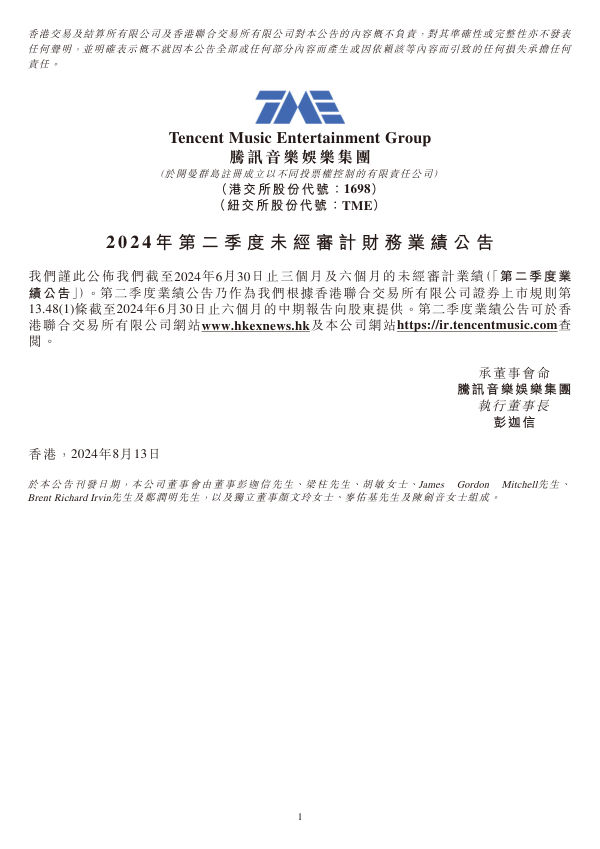 香港交易及結算所有限公司及香港聯合交易所有限公司對本公告的內容概不負責，對其準確性或完整性亦不發表
任何聲明，並明確表示概不就因本公告全部或任何部分內容而產生或因依賴該等內容而引致的任何損失承擔任何
責任。
TME
Tencent Music Entertainment Group
騰訊音樂娛樂集團
（於開曼群島註冊成立以不同投票權控制的有限責任公司）
（港交所股份代號：1698）
（紐交所股份代號：TME）
2024年第二季度未經審計財務業績公告
我們謹此公佈我們截至2024年6月30日止三個月及六個月的未經審計業績（「第二季度業
績公告」）。第二季度業績公告乃作為我們根據香港聯合交易所有限公司證券上市規則第
13.48(1)條截至2024年6月30日止六個月的中期報告向股東提供。第二季度業績公告可於香
港聯合交易所有限公司網站www.hkexnews.hk及本公司網站https://ir.tencentmusic.com查
閱。
承董事會命
騰訊音樂娛樂集團
執行董事長
彭迦信
香港，2024年8月13日
於本公告刊發日期，本公司董事會由董事彭迦信先生、梁柱先生、胡敏女士、James Gordon Mitchell先生、
Brent Richard Irvin先生及鄭潤明先生，以及獨立董事顏文玲女士、麥佑基先生及陳劍音女士組成。
1